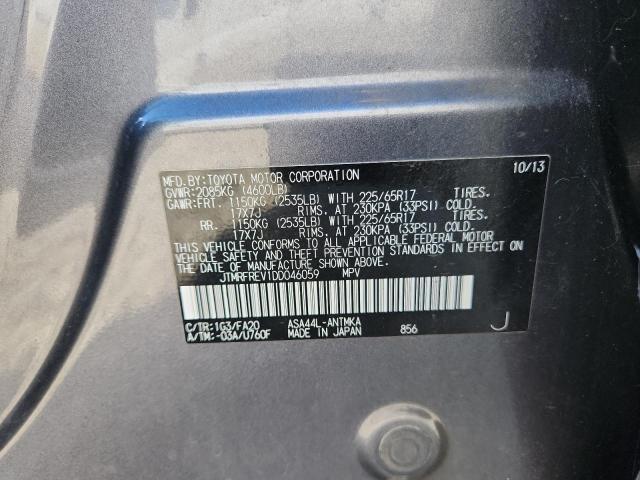 MFD.BY:TOYOTA MOTOR CORPORATION 10/13
GVWR:2085KG (4600LB)
GAWR:FRT. 1150KG (2535LB) WITH 225/65R17 TIRES.
17X7J RIMS. AT 230KPA (33PSI) COLD.
RR. 1150KG (2535LB) WITH 225/65R17 TIRES.
17X7J RIMS. AT 230KPA (33PSI) COLD.
THIS VEHICLE CONFORMS TO ALL APPLICABLE FEDERAL MOTOR
VEHICLE SAFETY AND THEFT PREVENTION STANDARDS IN EFFECT ON
THE DATE OF MANUFACTURE SHOWN ABOVE.
JTMRFREV1DD046059 MPV
C/TR:1G3/FA20 ASA44L-ANTMKA
A/TM:-03A/U760F MADE IN JAPAN 856 J